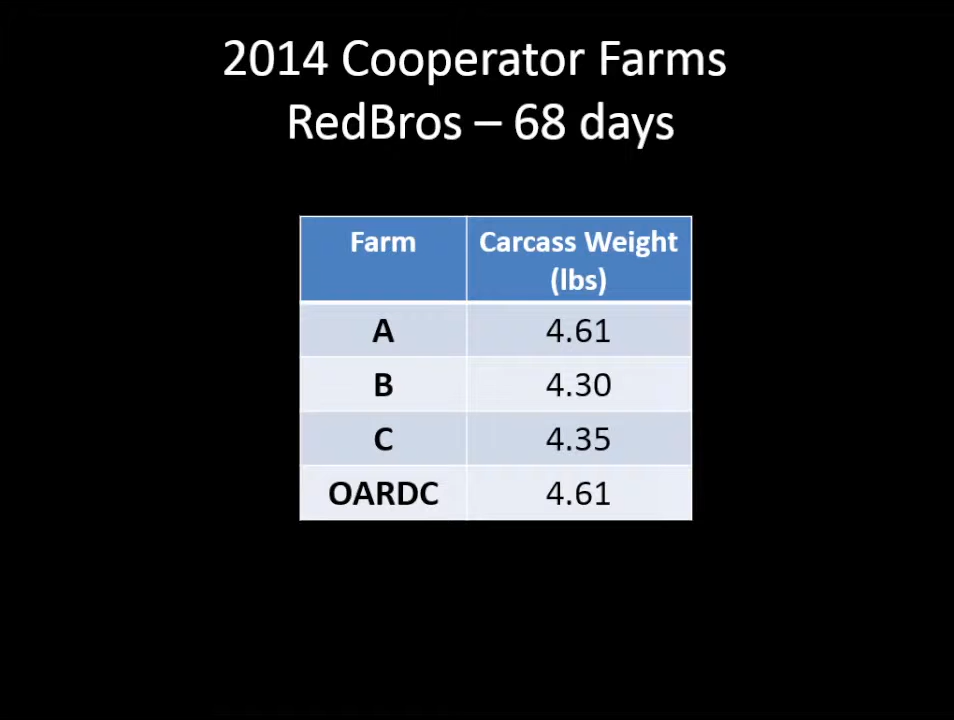 2014 Cooperator Farms
RedBros – 68 days
Farm Carcass Weight
(lbs)
A 4.61
B 4.30
C 4.35
OARDC 4.61